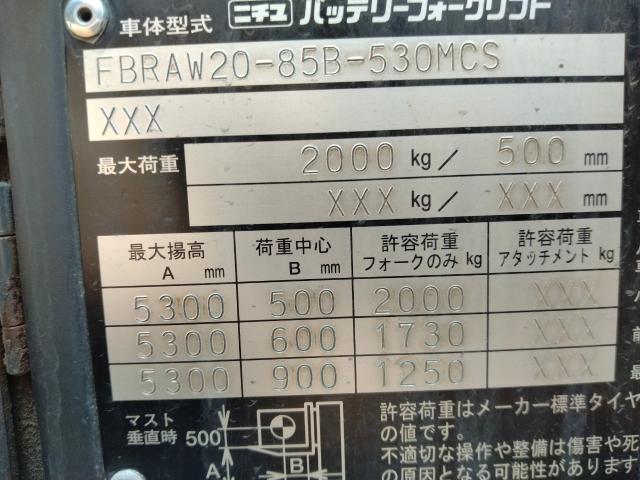 車体型式 ニチユ バッテリーフォークリフト
FBRAW20-85B-530MCS
XXX
最大荷重 2000 kg / 500 mm
XXX kg / XXX mm
最大揚高 A mm 荷重中心 B mm 許容荷重 フォークのみ kg 許容荷重 アタッチメント kg
5300 500 2000 XXX
5300 600 1730 XXX
5300 900 1250 XXX
マスト
垂直時 500
A B
許容荷重はメーカー標準タイヤ
の値です。
不適切な操作や整備は傷害や死
の原因となる可能性があります